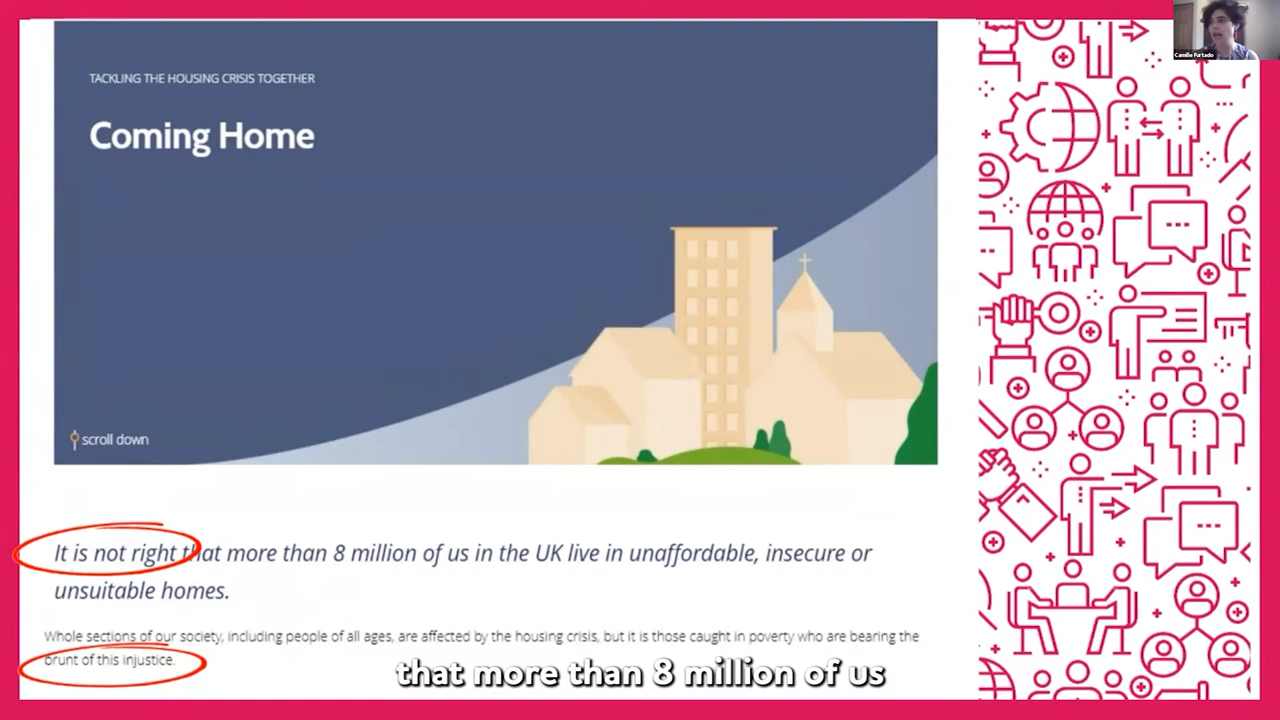 Camille Furtado
TACKLING THE HOUSING CRISIS TOGETHER
Coming Home
scroll down
It is not right that more than 8 million of us in the UK live in unaffordable, insecure or
unsuitable homes.
Whole sections of our society, including people of all ages, are affected by the housing crisis, but it is those caught in poverty who are bearing the
brunt of this injustice.
that more than 8 million of us